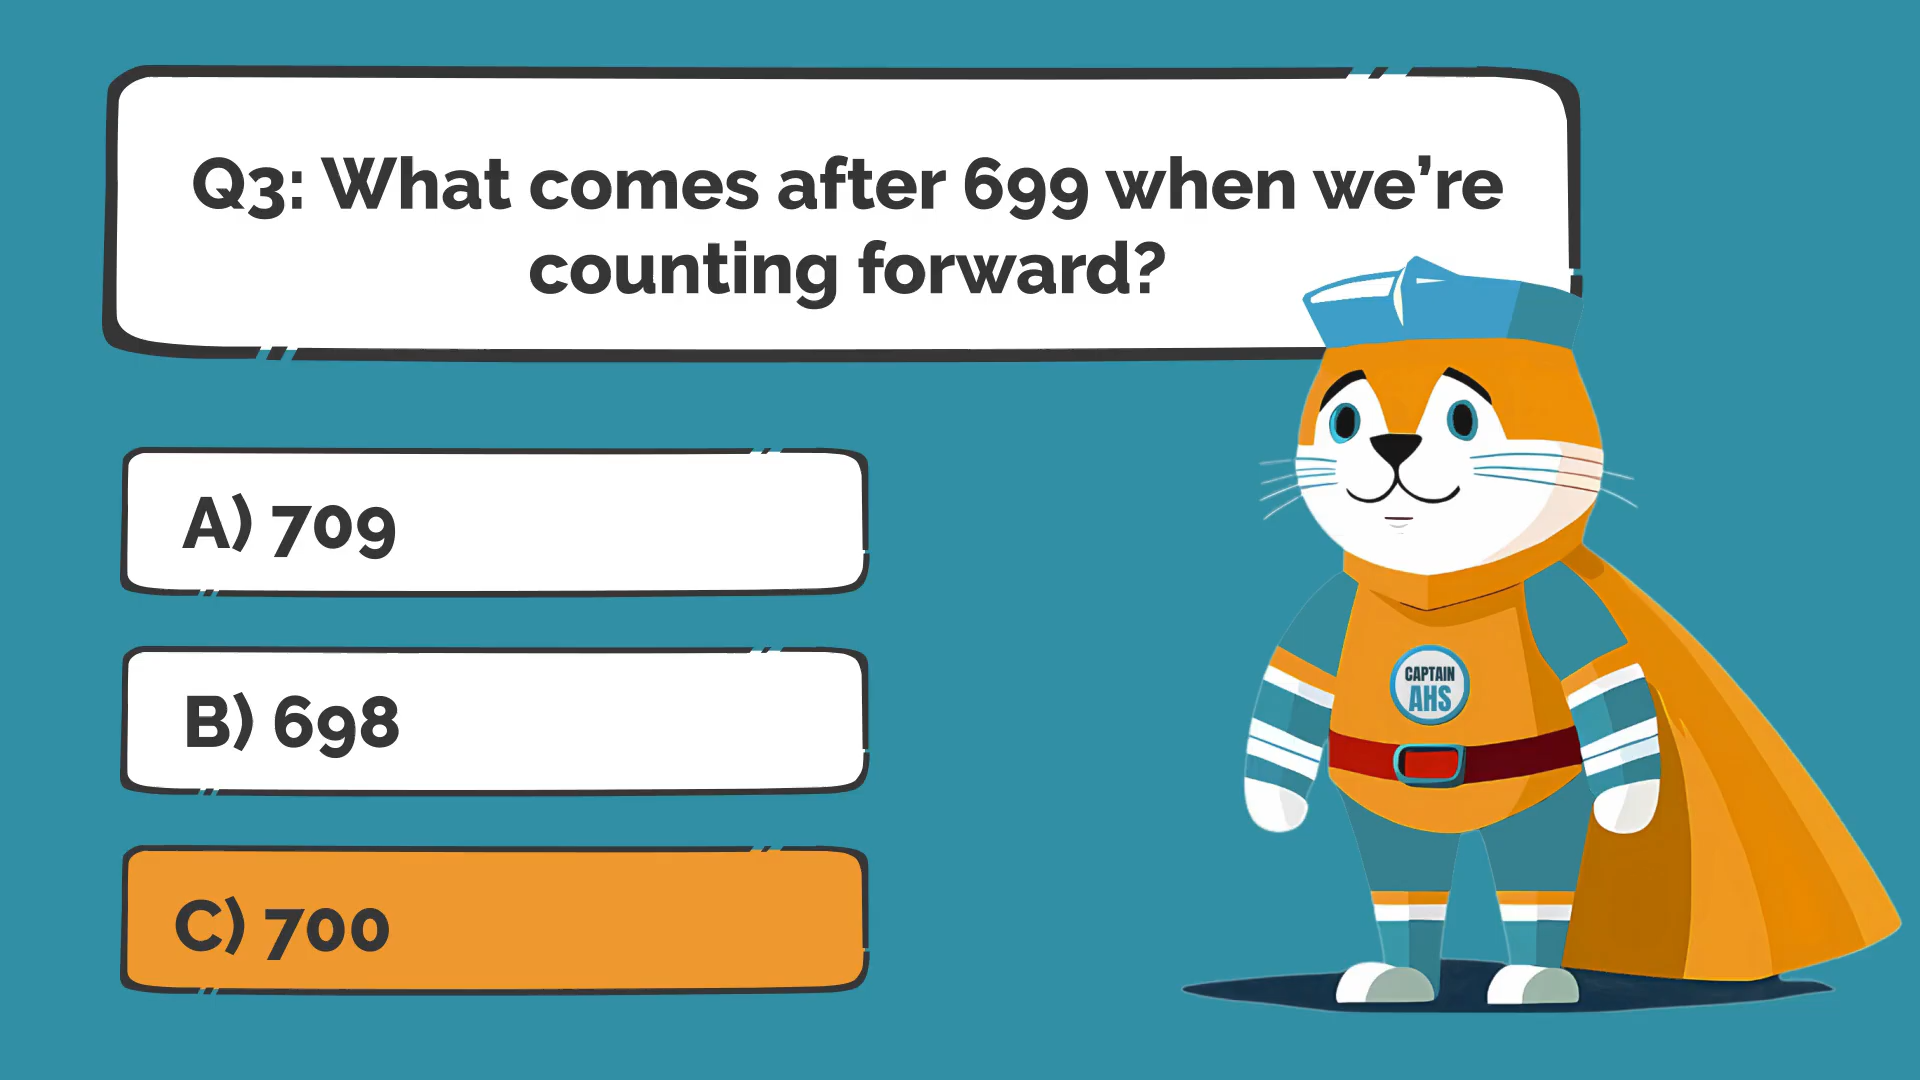 Q3: What comes after 699 when we’re
counting forward?
A) 709
B) 698
C) 700
CAPTAIN
AHS